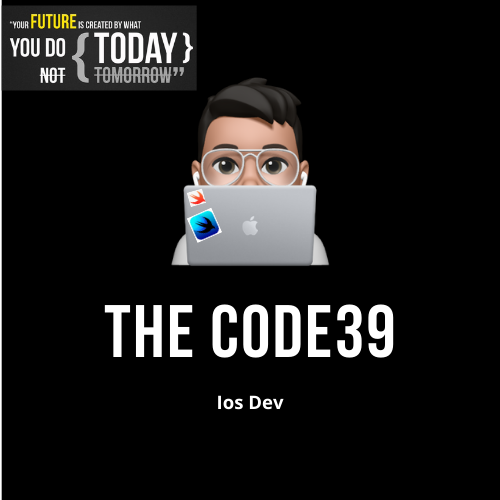 “YOUR FUTURE IS CREATED BY WHAT
YOU DO { TODAY }
NOT TOMORROW”
THE CODE39
Ios Dev